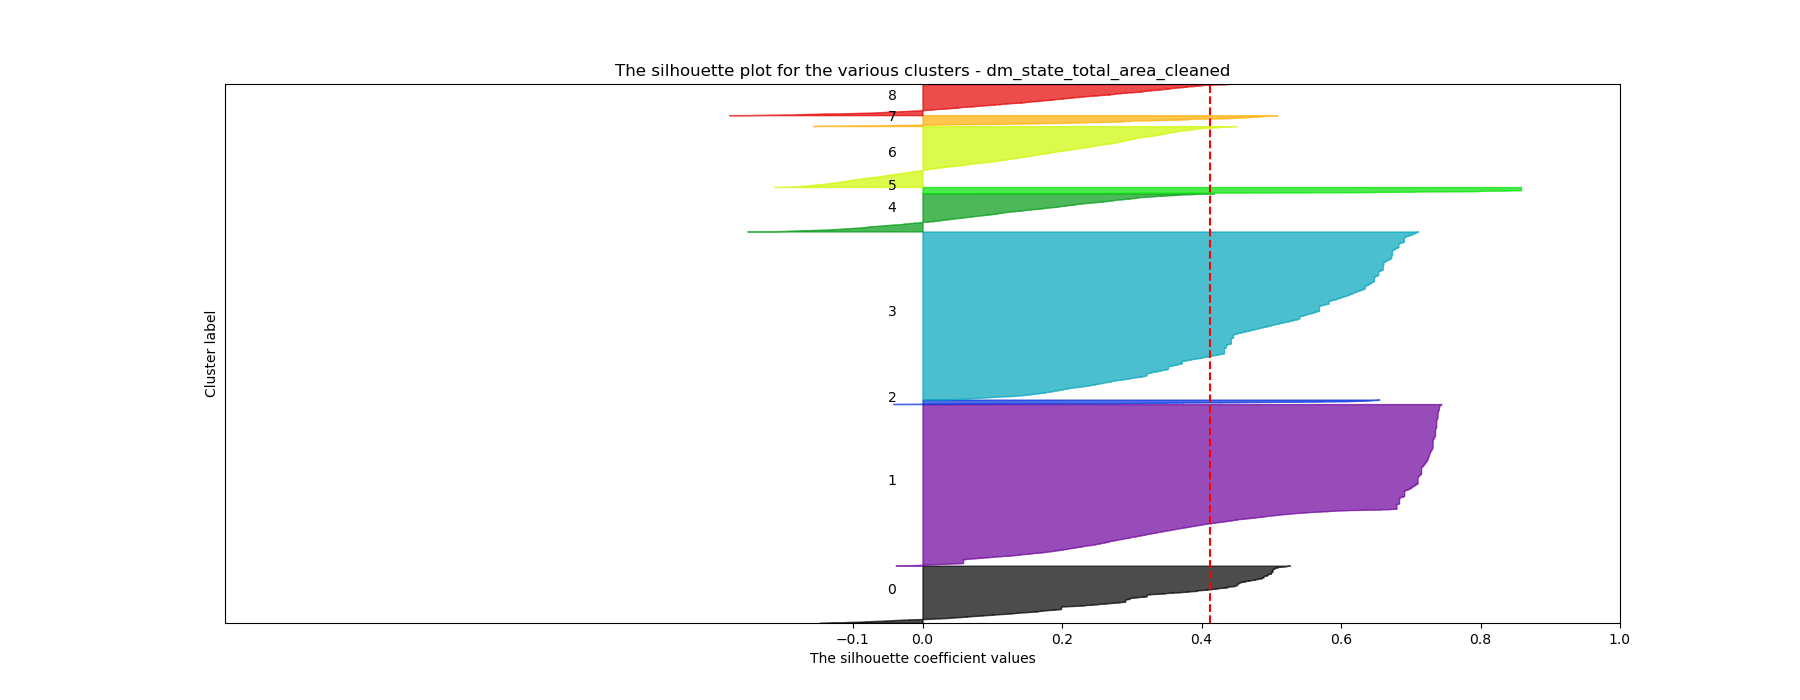 The silhouette plot for the various clusters - dm_state_total_area_cleaned
8
7
6
5
4
3
2
1
0
Cluster label
−0.1 0.0 0.2 0.4 0.6 0.8 1.0
The silhouette coefficient values